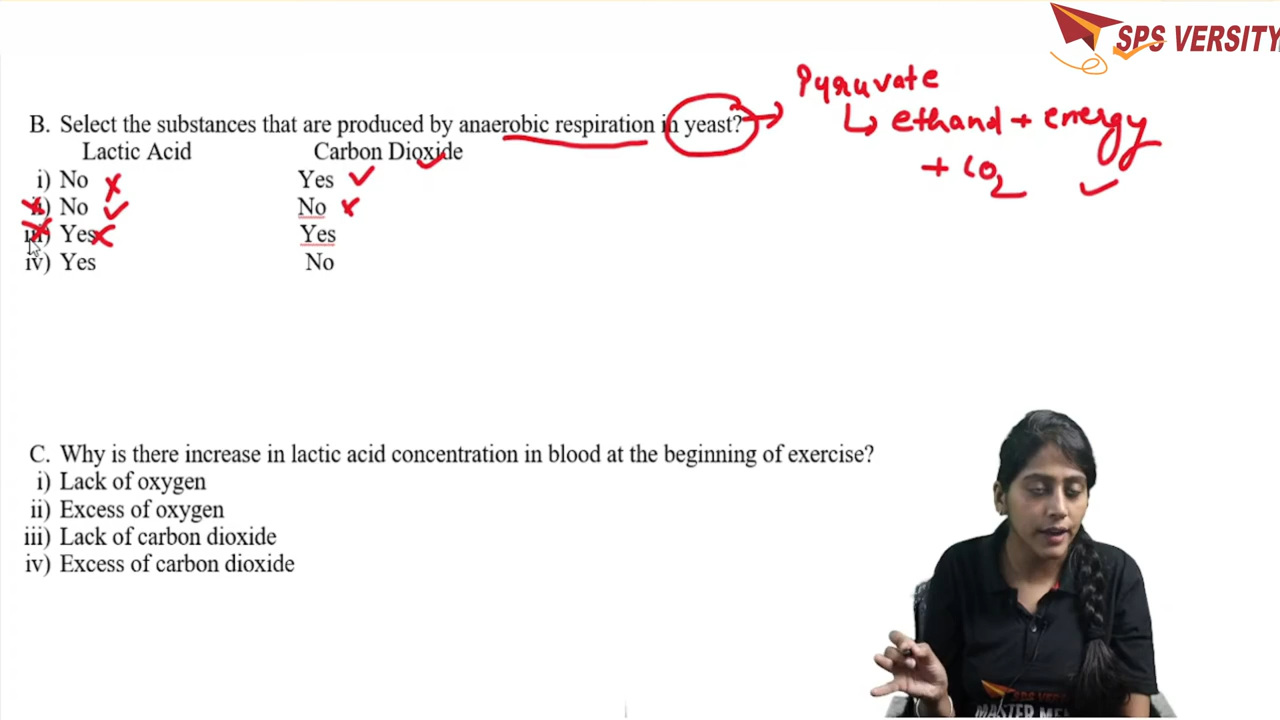 SPS VERSITY
Pyruvate
B. Select the substances that are produced by anaerobic respiration in yeast?
ethanol + energy
+ CO2
Lactic Acid Carbon Dioxide
i) No Yes
ii) No No
iii) Yes Yes
iv) Yes No
C. Why is there increase in lactic acid concentration in blood at the beginning of exercise?
i) Lack of oxygen
ii) Excess of oxygen
iii) Lack of carbon dioxide
iv) Excess of carbon dioxide